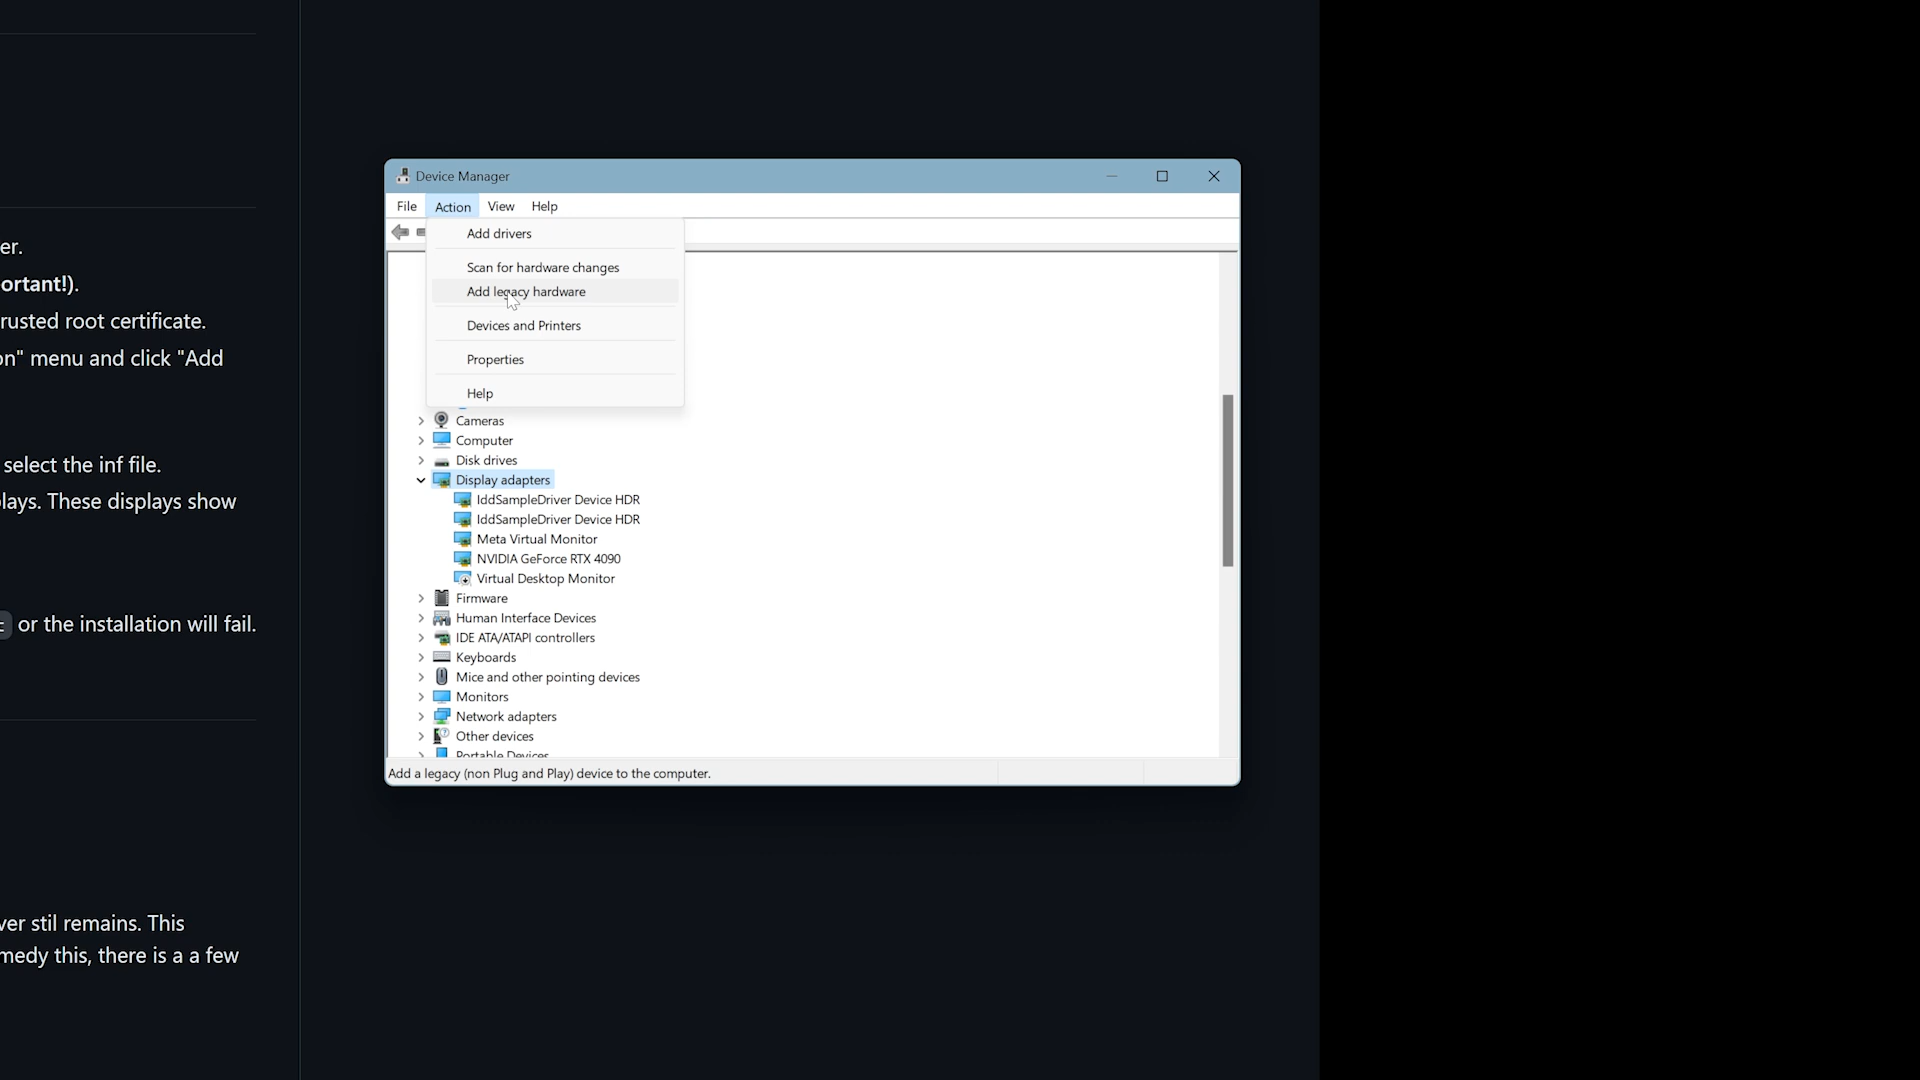 er.
ortant!).
rusted root certificate.
on" menu and click "Add
select the inf file.
lays. These displays show
or the installation will fail.
ver stil remains. This
medy this, there is a a few
Device Manager
File Action View Help
Add drivers
Scan for hardware changes
Add legacy hardware
Devices and Printers
Properties
Help
Cameras
Computer
Disk drives
Display adapters
IddSampleDriver Device HDR
IddSampleDriver Device HDR
Meta Virtual Monitor
NVIDIA GeForce RTX 4090
Virtual Desktop Monitor
Firmware
Human Interface Devices
IDE ATA/ATAPI controllers
Keyboards
Mice and other pointing devices
Monitors
Network adapters
Other devices
Portable Devices
Add a legacy (non Plug and Play) device to the computer.